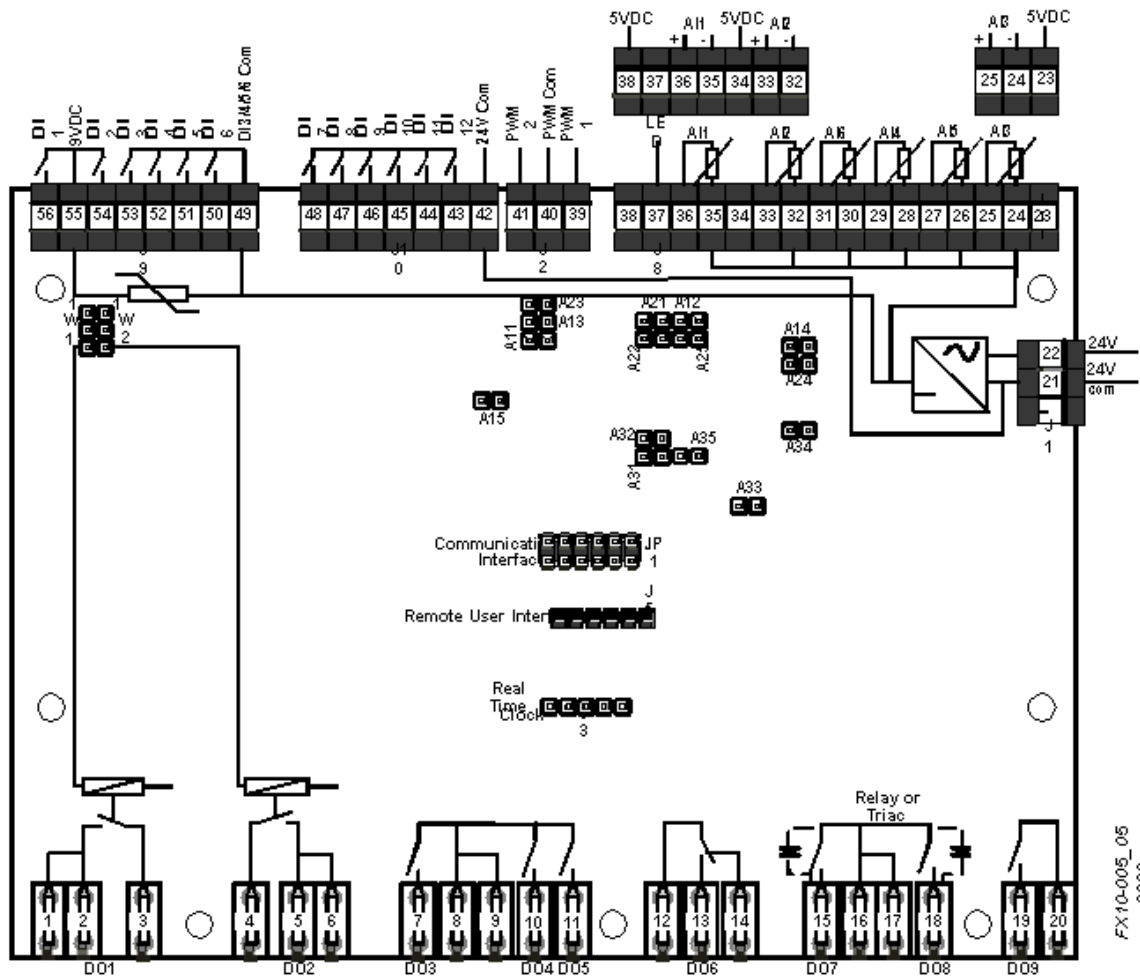 5VDC AI1 5VDC AI2
+ - + -
38 37 36 35 34 33 32
AI3 5VDC
+ -
25 24 23
DI 1
9VDC
DI 2
DI 3
DI 4
DI 5
DI 6
DI3/4/5/6 Com
DI 7
DI 8
DI 9
DI 10
DI 11
DI 12
24V Com
PWM 2
PWM Com
PWM 1
LED
AI1 AI2 AI6 AI4 AI5 AI3
56 55 54 53 52 51 50 49
48 47 46 45 44 43 42
41 40 39
38 37 36 35 34 33 32 31 30 29 28 27 26 25 24 23
J9
J10
J2
J8
W1
W2
A11
A23
A13
A21 A12
A22
A25
A14
A24
A15
A32
A31
A35
A34
A33
22 24V
21 24V com
J1
Communicati
Interfac
JP1
Remote User Inter
Real
Time
Clock
3
Relay or
Triac
1 2 3
4 5 6
7 8 9 10 11
12 13 14
15 16 17 18
19 20
DO1 DO2 DO3 DO4 DO5 DO6 DO7 DO8 DO9
FX10-005_05